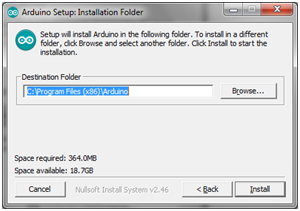 Arduino Setup: Installation Folder
Setup will install Arduino in the following folder. To install in a different
folder, click Browse and select another folder. Click Install to start the
installation.
Destination Folder
C:\Program Files (x86)\Arduino
Browse...
Space required: 364.0MB
Space available: 18.7GB
Cancel
Nullsoft Install System v2.46
< Back
Install